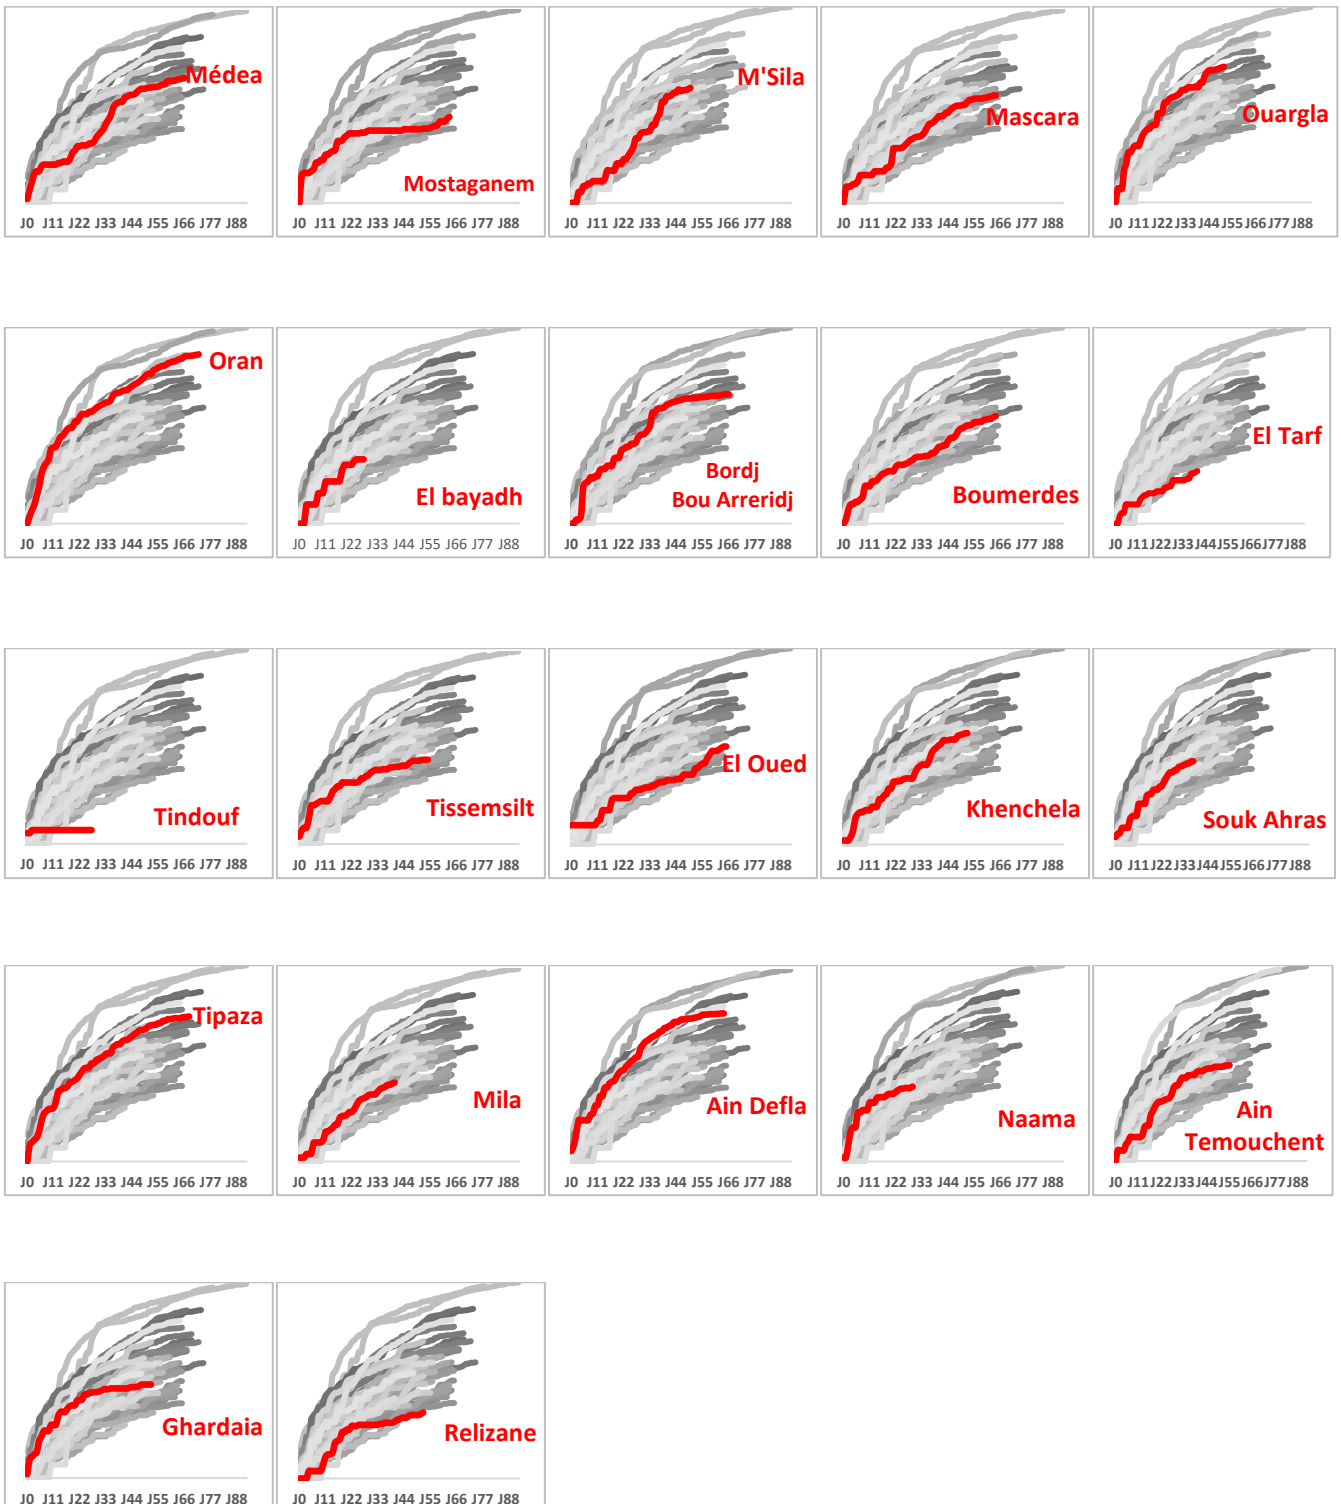 Médea
J0 J11 J22 J33 J44 J55 J66 J77 J88
Mostaganem
J0 J11 J22 J33 J44 J55 J66 J77 J88
M'Sila
J0 J11 J22 J33 J44 J55 J66 J77 J88
Mascara
J0 J11 J22 J33 J44 J55 J66 J77 J88
Ouargla
J0 J11 J22 J33 J44 J55 J66 J77 J88
Oran
J0 J11 J22 J33 J44 J55 J66 J77 J88
El bayadh
J0 J11 J22 J33 J44 J55 J66 J77 J88
Bordj
Bou Arreridj
J0 J11 J22 J33 J44 J55 J66 J77 J88
Boumerdes
J0 J11 J22 J33 J44 J55 J66 J77 J88
El Tarf
J0 J11 J22 J33 J44 J55 J66 J77 J88
Tindouf
J0 J11 J22 J33 J44 J55 J66 J77 J88
Tissemsilt
J0 J11 J22 J33 J44 J55 J66 J77 J88
El Oued
J0 J11 J22 J33 J44 J55 J66 J77 J88
Khenchela
J0 J11 J22 J33 J44 J55 J66 J77 J88
Souk Ahras
J0 J11 J22 J33 J44 J55 J66 J77 J88
Tipaza
J0 J11 J22 J33 J44 J55 J66 J77 J88
Mila
J0 J11 J22 J33 J44 J55 J66 J77 J88
Ain Defla
J0 J11 J22 J33 J44 J55 J66 J77 J88
Naama
J0 J11 J22 J33 J44 J55 J66 J77 J88
Ain
Temouchent
J0 J11 J22 J33 J44 J55 J66 J77 J88
Ghardaia
J0 J11 J22 J33 J44 J55 J66 J77 J88
Relizane
J0 J11 J22 J33 J44 J55 J66 J77 J88